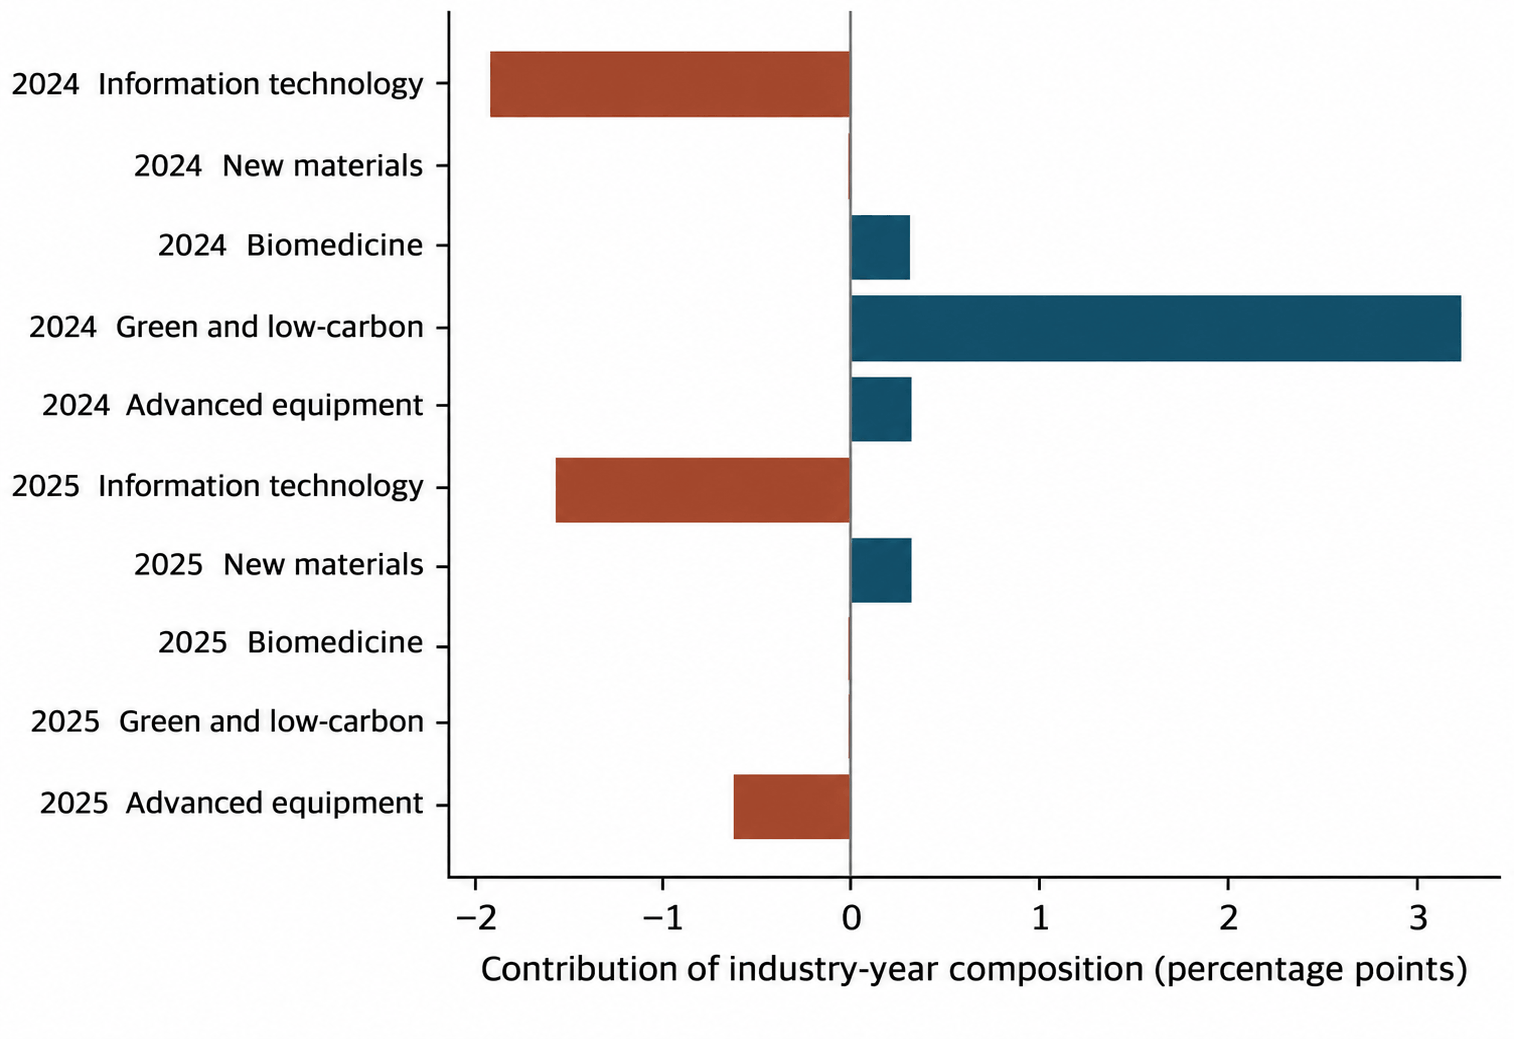 2024 Information technology
2024 New materials
2024 Biomedicine
2024 Green and low-carbon
2024 Advanced equipment
2025 Information technology
2025 New materials
2025 Biomedicine
2025 Green and low-carbon
2025 Advanced equipment
−2 −1 0 1 2 3
Contribution of industry-year composition (percentage points)